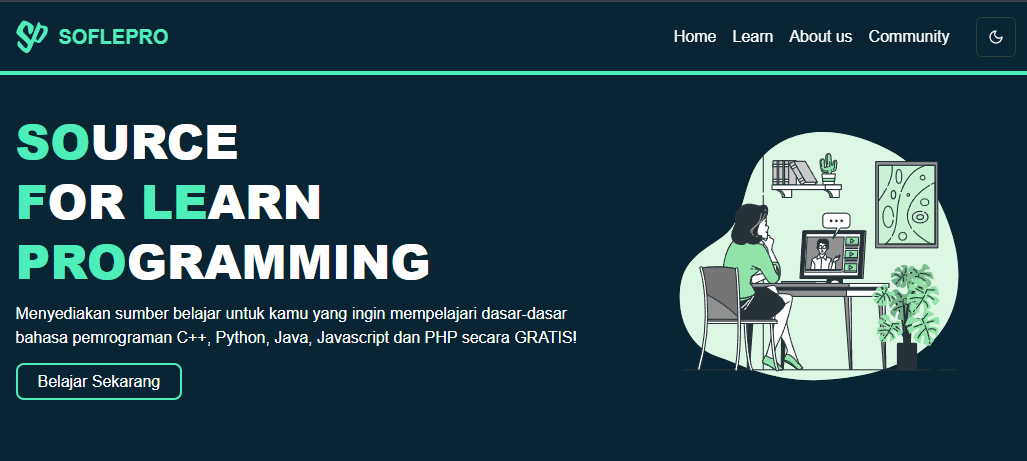 SOFLEPRO
Home Learn About us Community
SOURCE
FOR LEARN
PROGRAMMING
Menyediakan sumber belajar untuk kamu yang ingin mempelajari dasar-dasar
bahasa pemrograman C++, Python, Java, Javascript dan PHP secara GRATIS!
Belajar Sekarang